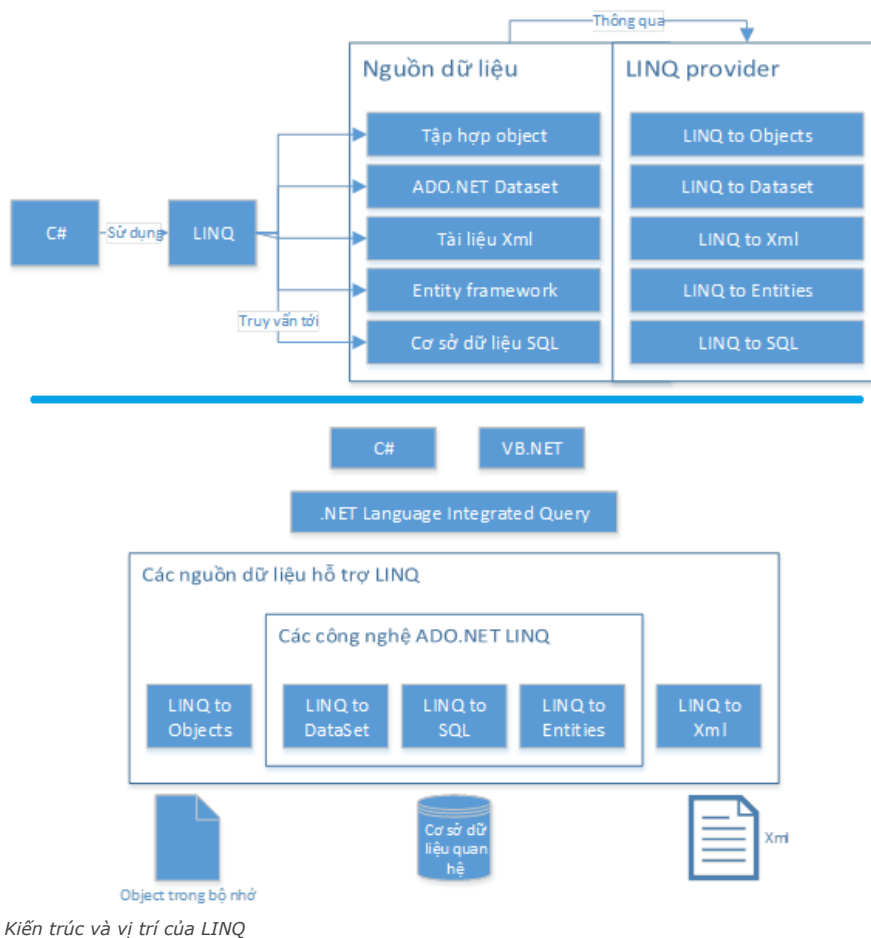 Thông qua
Nguồn dữ liệu
LINQ provider
Tập hợp object
LINQ to Objects
ADO.NET Dataset
LINQ to Dataset
C#
Sử dụng
LINQ
Tài liệu Xml
LINQ to Xml
Entity framework
LINQ to Entities
Truy vấn tới
Cơ sở dữ liệu SQL
LINQ to SQL
C#
VB.NET
.NET Language Integrated Query
Các nguồn dữ liệu hỗ trợ LINQ
Các công nghệ ADO.NET LINQ
LINQ to
Objects
LINQ to
DataSet
LINQ to
SQL
LINQ to
Entities
LINQ to
Xml
Object trong bộ nhớ
Cơ sở dữ
liệu quan
hệ
Xml
Kiến trúc và vị trí của LINQ